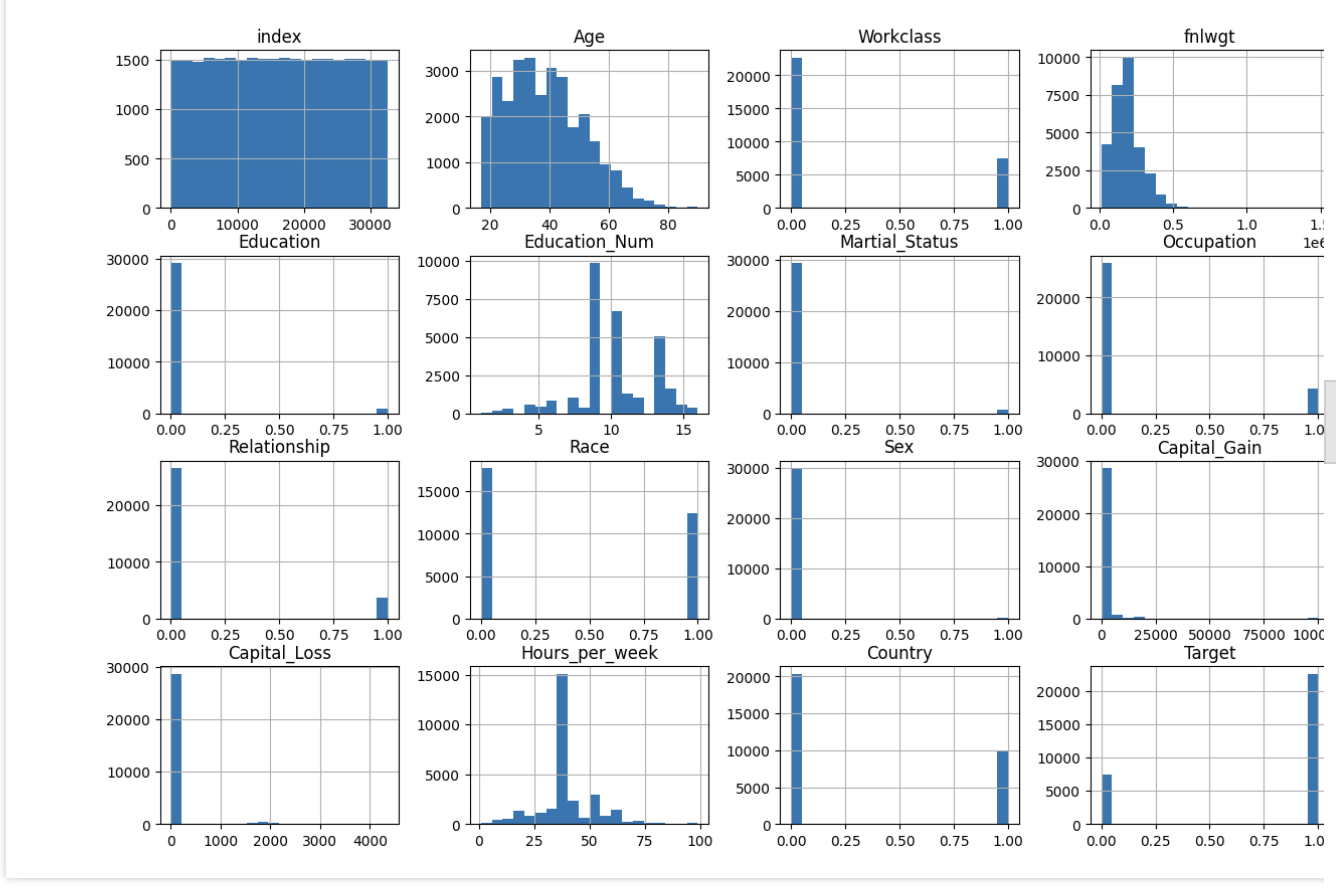 index Age Workclass fnlwgt
1500 3000 20000 10000
1000 2000 15000 7500
500 1000 10000 5000
0 0 5000 2500
0 0
0 10000 20000 30000 20 40 60 80 0.00 0.25 0.50 0.75 1.00 0.0 0.5 1.0
1e6
Education Education_Num Martial_Status Occupation
30000 10000 30000 20000
20000 7500 20000 10000
10000 5000 10000 0
0 2500 0
0
0.00 0.25 0.50 0.75 1.00 5 10 15 0.00 0.25 0.50 0.75 1.00 0.00 0.25 0.50 0.75 1.0
Relationship Race Sex Capital_Gain
20000 15000 30000 30000
10000 10000 20000 20000
0 5000 10000 10000
0 0 0
0.00 0.25 0.50 0.75 1.00 0.00 0.25 0.50 0.75 1.00 0.00 0.25 0.50 0.75 1.00 0 25000 50000 75000 1000
Capital_Loss Hours_per_week Country Target
30000 15000 20000 20000
20000 10000 15000 15000
10000 5000 10000 10000
0 0 5000 5000
0 0
0 1000 2000 3000 4000 0 25 50 75 100 0.00 0.25 0.50 0.75 1.00 0.00 0.25 0.50 0.75 1.0